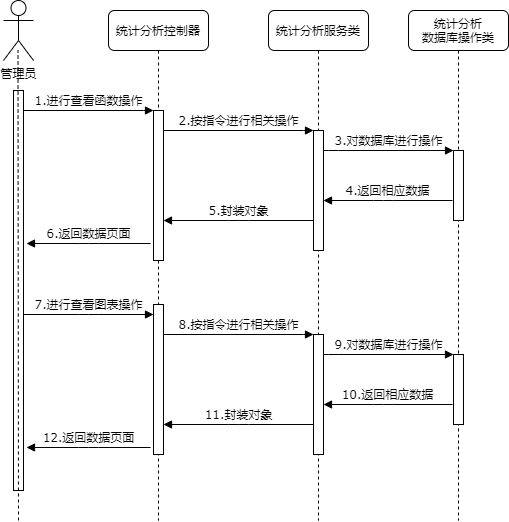 管理员
统计分析控制器
统计分析服务类
统计分析
数据库操作类
1.进行查看函数操作
2.按指令进行相关操作
3.对数据库进行操作
4.返回相应数据
5.封装对象
6.返回数据页面
7.进行查看图表操作
8.按指令进行相关操作
9.对数据库进行操作
10.返回相应数据
11.封装对象
12.返回数据页面